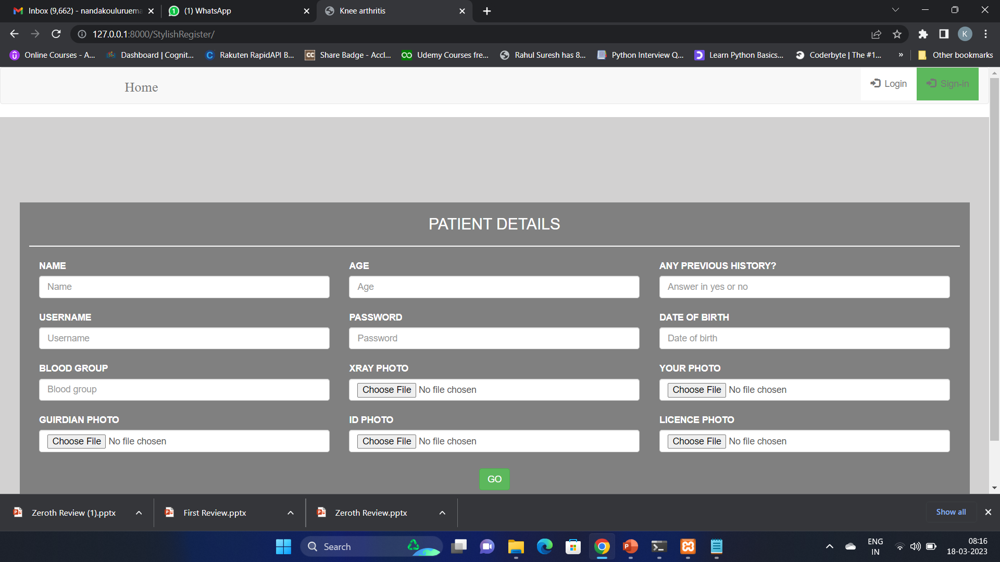 Inbox (9,662) - nandakouluruema
(1) WhatsApp
Knee arthritis
127.0.0.1:8000/StylishRegister/
K
Online Courses - A...
Dashboard | Cognit...
Rakuten RapidAPI B...
Share Badge - Accl...
Udemy Courses fre...
Rahul Suresh has 8...
Python Interview Q...
Learn Python Basics...
Coderbyte | The #1...
»
Other bookmarks
Home
Login
Sign-in
PATIENT DETAILS
NAME
AGE
ANY PREVIOUS HISTORY?
Name
Age
Answer in yes or no
USERNAME
PASSWORD
DATE OF BIRTH
Username
Password
Date of birth
BLOOD GROUP
XRAY PHOTO
YOUR PHOTO
Blood group
Choose File No file chosen
Choose File No file chosen
GUIRDIAN PHOTO
ID PHOTO
LICENCE PHOTO
Choose File No file chosen
Choose File No file chosen
Choose File No file chosen
GO
Zeroth Review (1).pptx
First Review.pptx
Zeroth Review.pptx
Show all
Search
ENG
IN
08:16
18-03-2023